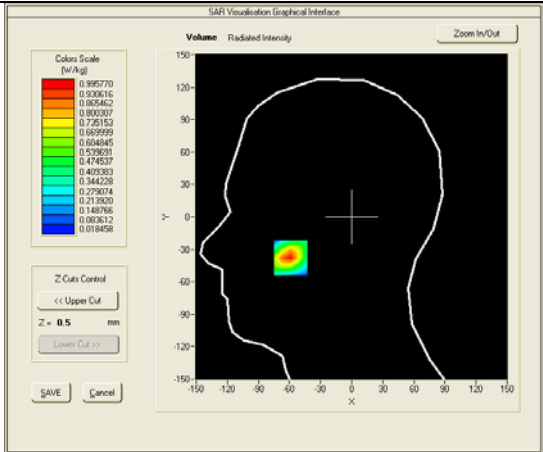 SAR Visualisation Graphical Interface
Volume Radiated Intensity
Zoom In/Out
Colors Scale
(W/kg)
0.995770
0.930616
0.865462
0.800307
0.735153
0.669999
0.604845
0.539691
0.474537
0.409383
0.344228
0.279074
0.213920
0.148766
0.083612
0.018458
Z Cuts Control
<< Upper Cut
Z = 0.5 mm
Lower Cut >>
SAVE Cancel
150-
120-
90-
60-
30-
0-
-30-
-60-
-90-
-120-
-150-
Y
-150 -120 -90 -60 -30 0 30 60 90 120 150
X